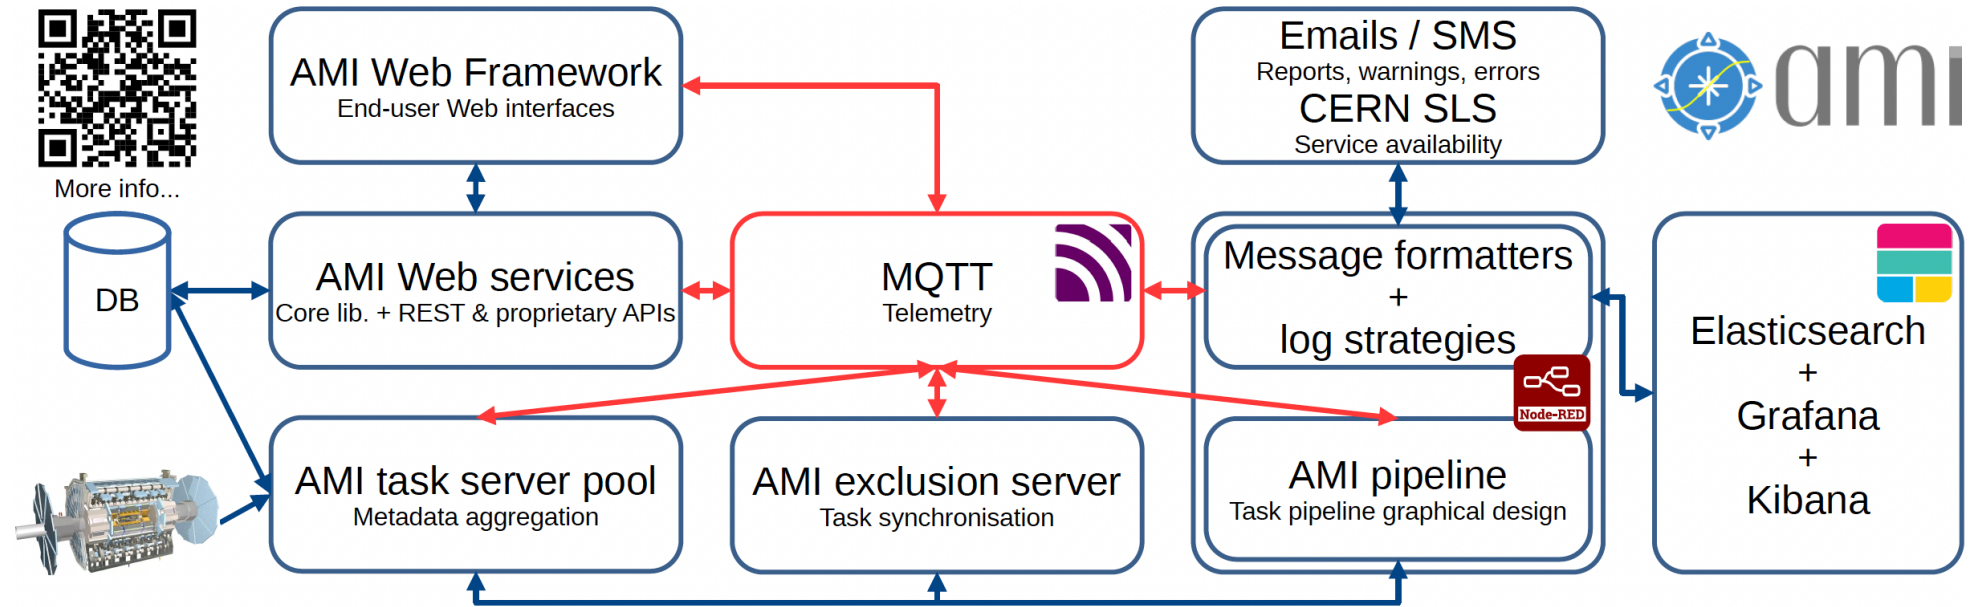 AMI Web Framework
End-user Web interfaces
Emails / SMS
Reports, warnings, errors
CERN SLS
Service availability
ami
More info...
DB
AMI Web services
Core lib. + REST & proprietary APIs
MQTT
Telemetry
Message formatters
+
log strategies
Node-RED
Elasticsearch
+
Grafana
+
Kibana
AMI task server pool
Metadata aggregation
AMI exclusion server
Task synchronisation
AMI pipeline
Task pipeline graphical design